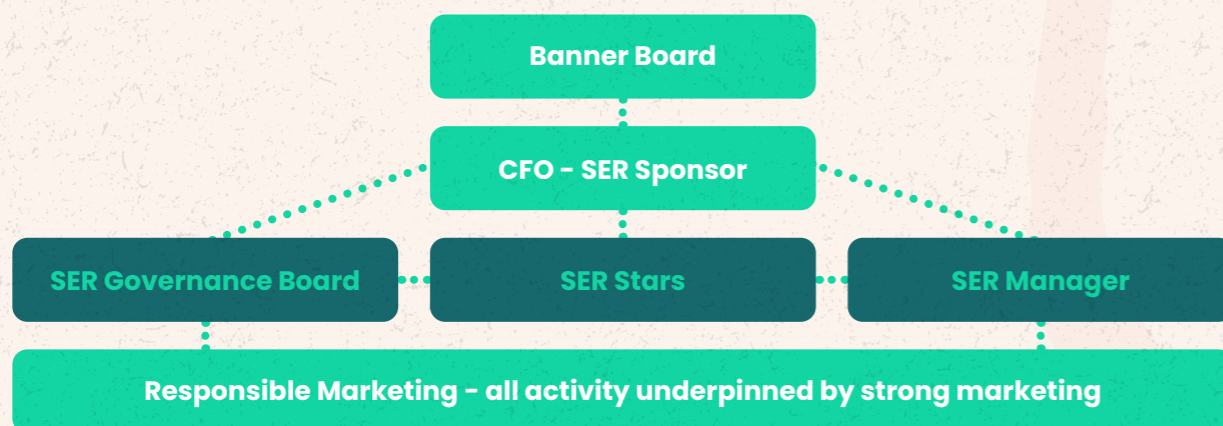 Banner Board
CFO - SER Sponsor
SER Governance Board
SER Stars
SER Manager
Responsible Marketing - all activity underpinned by strong marketing